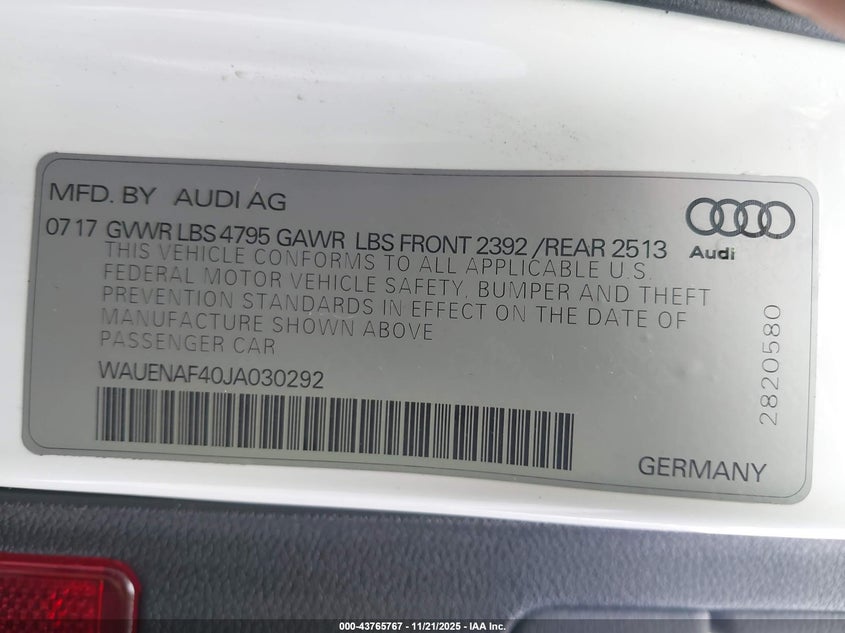 MFD. BY AUDI AG
07 17 GVWR LBS 4795 GAWR LBS FRONT 2392 /REAR 2513
Audi
THIS VEHICLE CONFORMS TO ALL APPLICABLE U.S.
FEDERAL MOTOR VEHICLE SAFETY, BUMPER AND THEFT
PREVENTION STANDARDS IN EFFECT ON THE DATE OF
MANUFACTURE SHOWN ABOVE
PASSENGER CAR
WAUENAF40JA030292
2820580
GERMANY
000-43765767 - 11/21/2025 - IAA Inc.